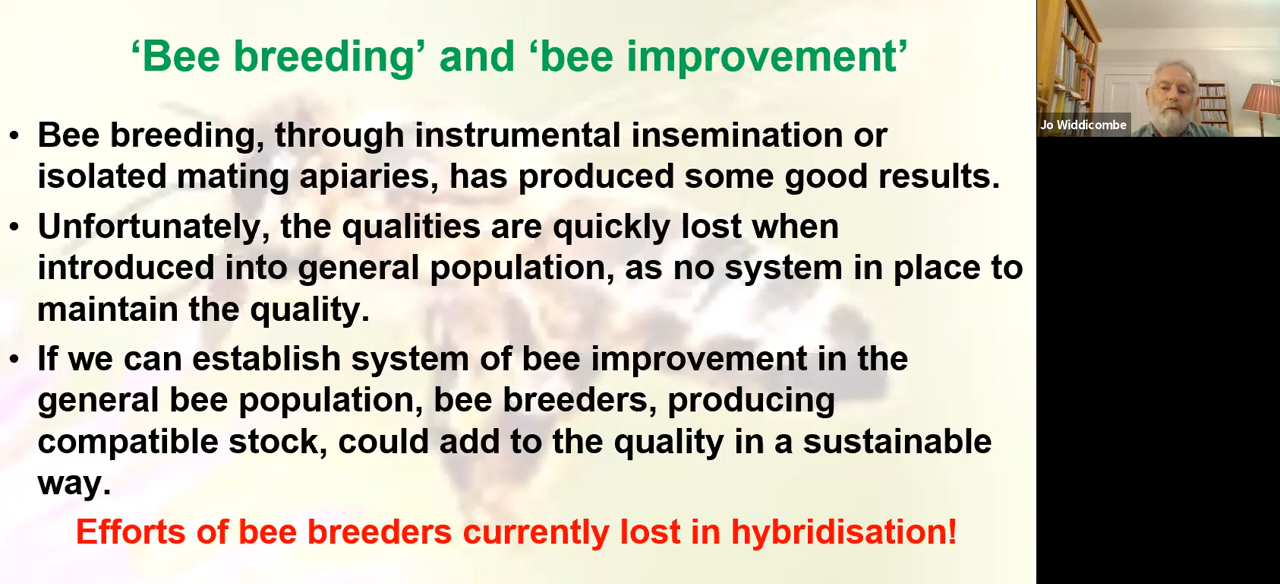 ‘Bee breeding’ and ‘bee improvement’
• Bee breeding, through instrumental insemination or
isolated mating apiaries, has produced some good results.
• Unfortunately, the qualities are quickly lost when
introduced into general population, as no system in place to
maintain the quality.
• If we can establish system of bee improvement in the
general bee population, bee breeders, producing
compatible stock, could add to the quality in a sustainable
way.
Efforts of bee breeders currently lost in hybridisation!
Jo Widdicombe